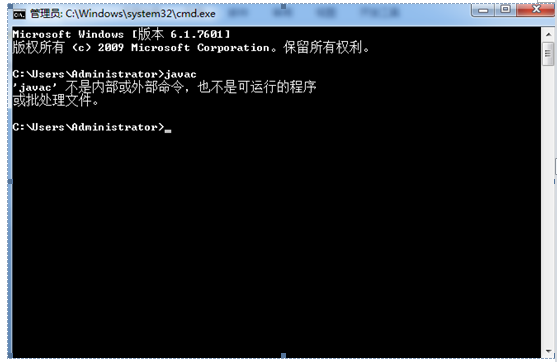 管理员: C:\Windows\system32\cmd.exe
Microsoft Windows [版本 6.1.7601]
版权所有 (c) 2009 Microsoft Corporation。保留所有权利。
C:\Users\Administrator>javac
'javac' 不是内部或外部命令，也不是可运行的程序
或批处理文件。
C:\Users\Administrator>